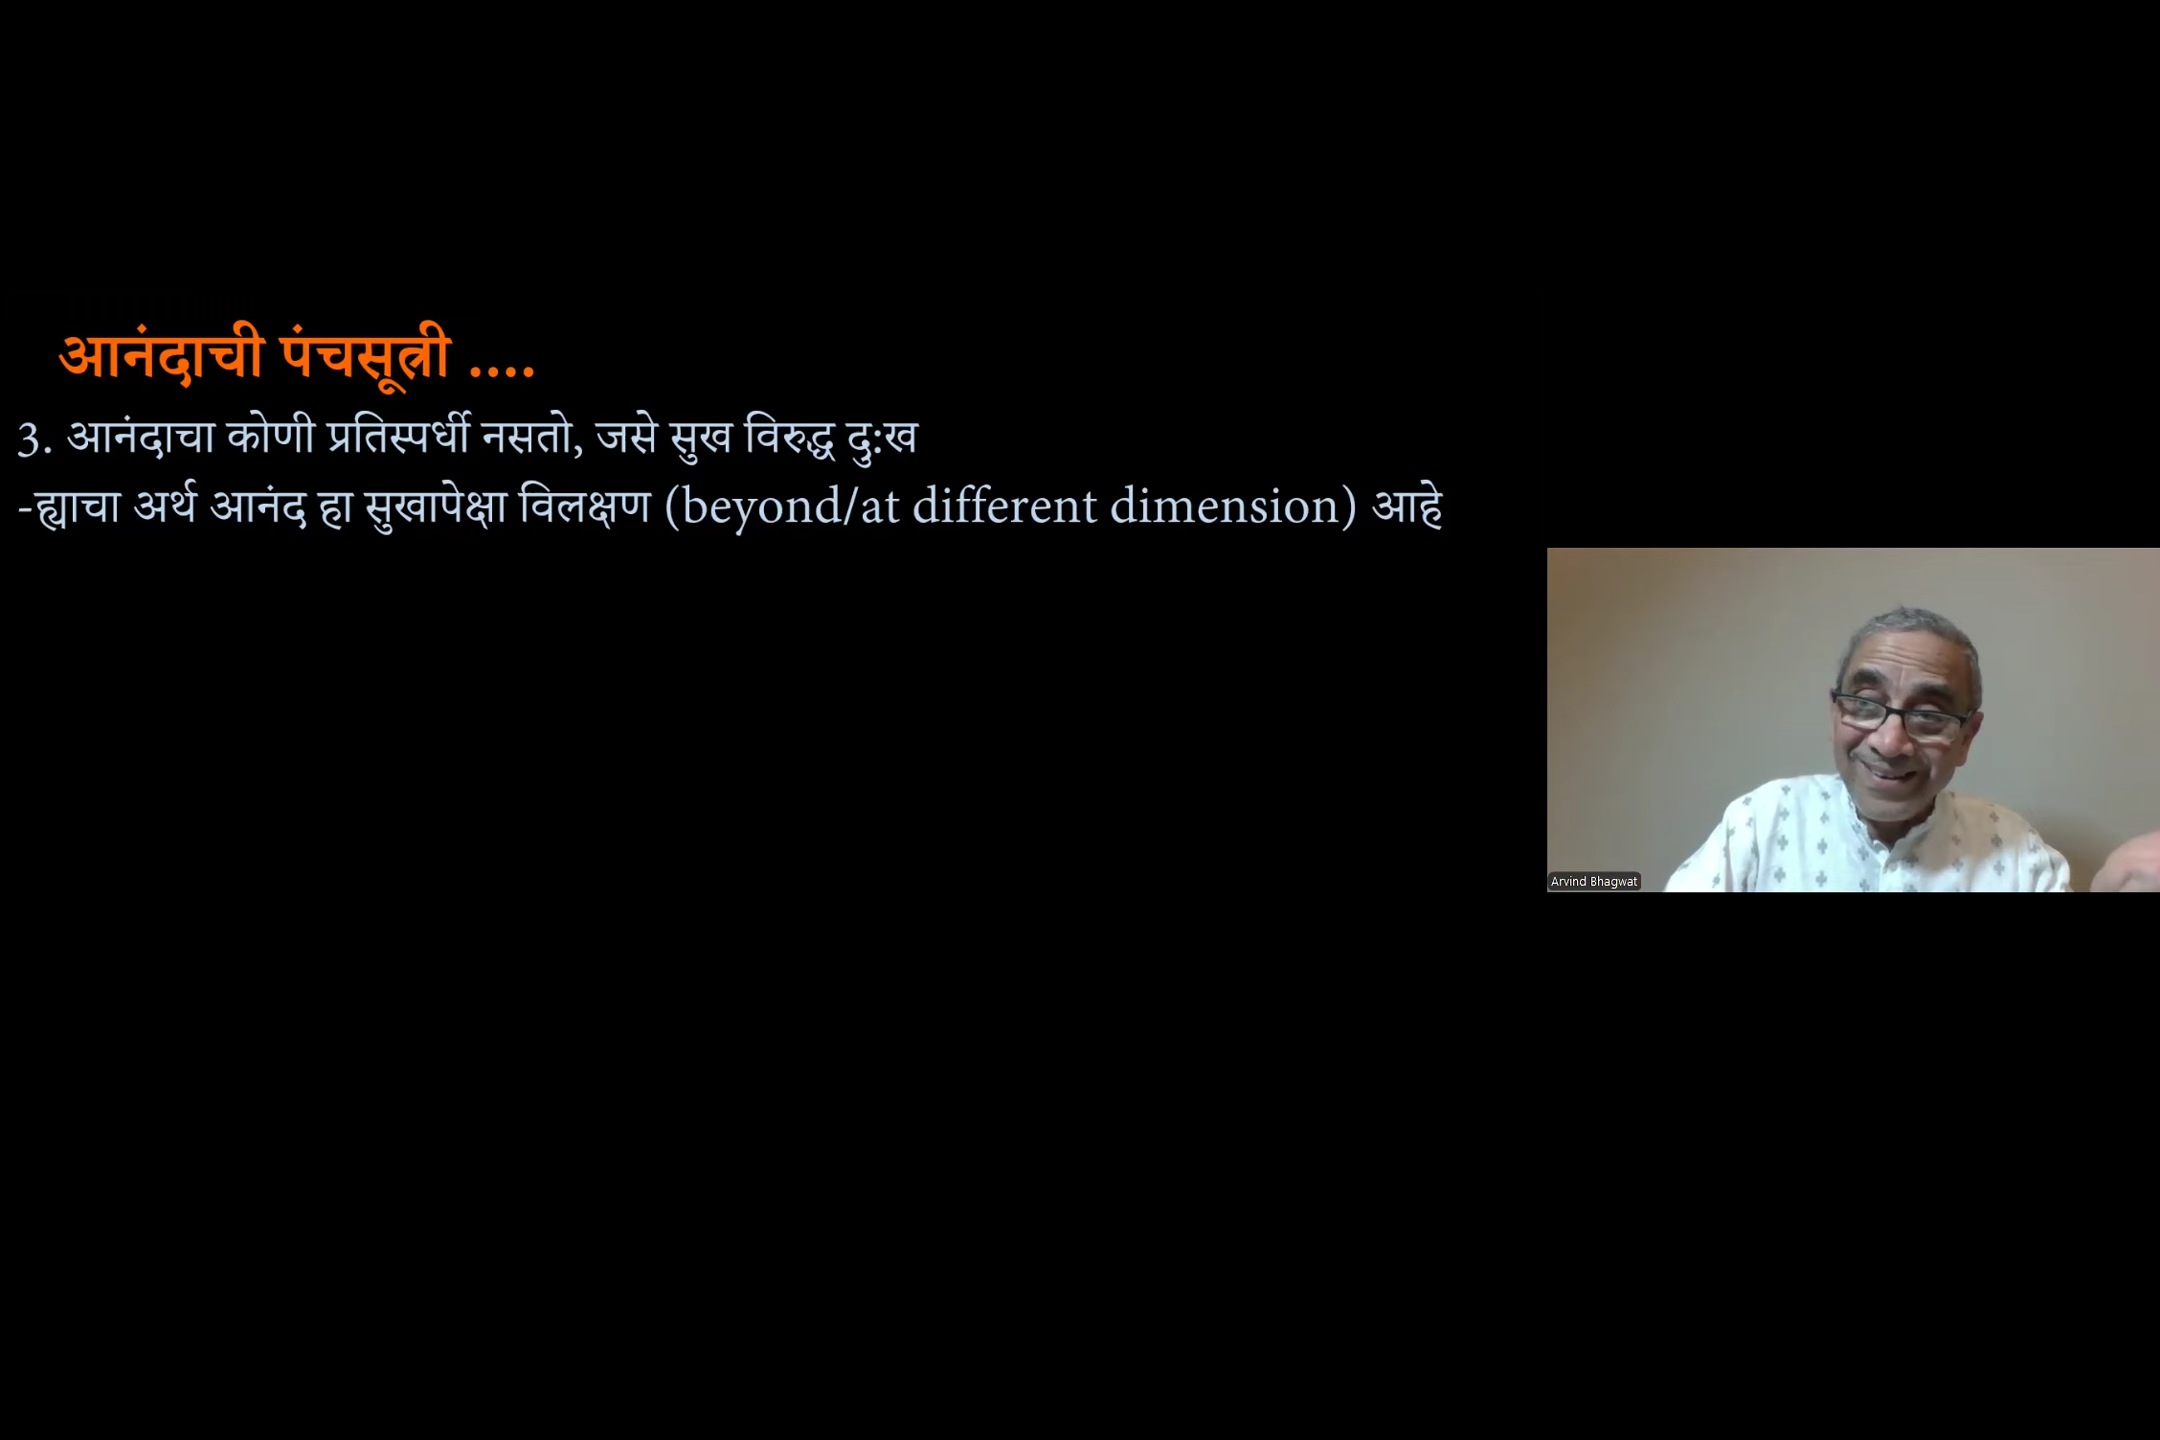 आनंदाची पंचसूत्री ....
3. आनंदाचा कोणी प्रतिस्पर्धी नसतो, जसे सुख विरुद्ध दु:ख
-ह्याचा अर्थ आनंद हा सुखापेक्षा विलक्षण (beyond/at different dimension) आहे
Arvind Bhagwat